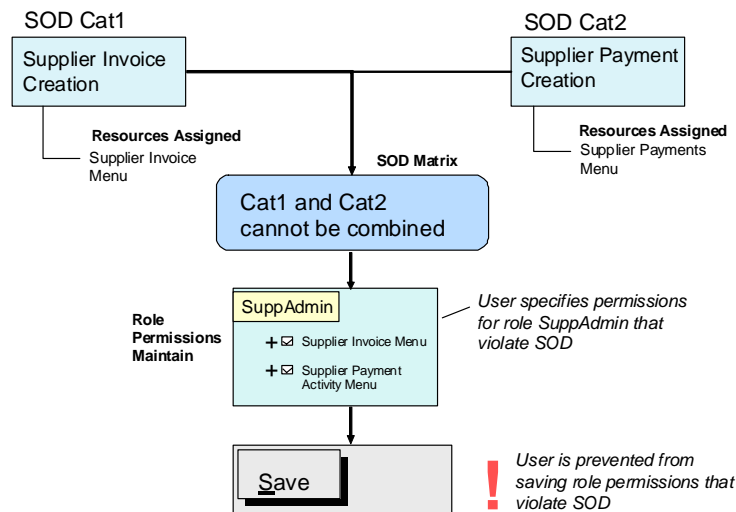 SOD Cat1
SOD Cat2
Supplier Invoice
Creation
Supplier Payment
Creation
Resources Assigned
Supplier Invoice
Menu
Resources Assigned
Supplier Payments
Menu
SOD Matrix
Cat1 and Cat2
cannot be combined
Role
Permissions
Maintain
SuppAdmin
Supplier Invoice Menu
Supplier Payment
Activity Menu
User specifies permissions
for role SuppAdmin that
violate SOD
Save
!
User is prevented from
saving role permissions that
violate SOD